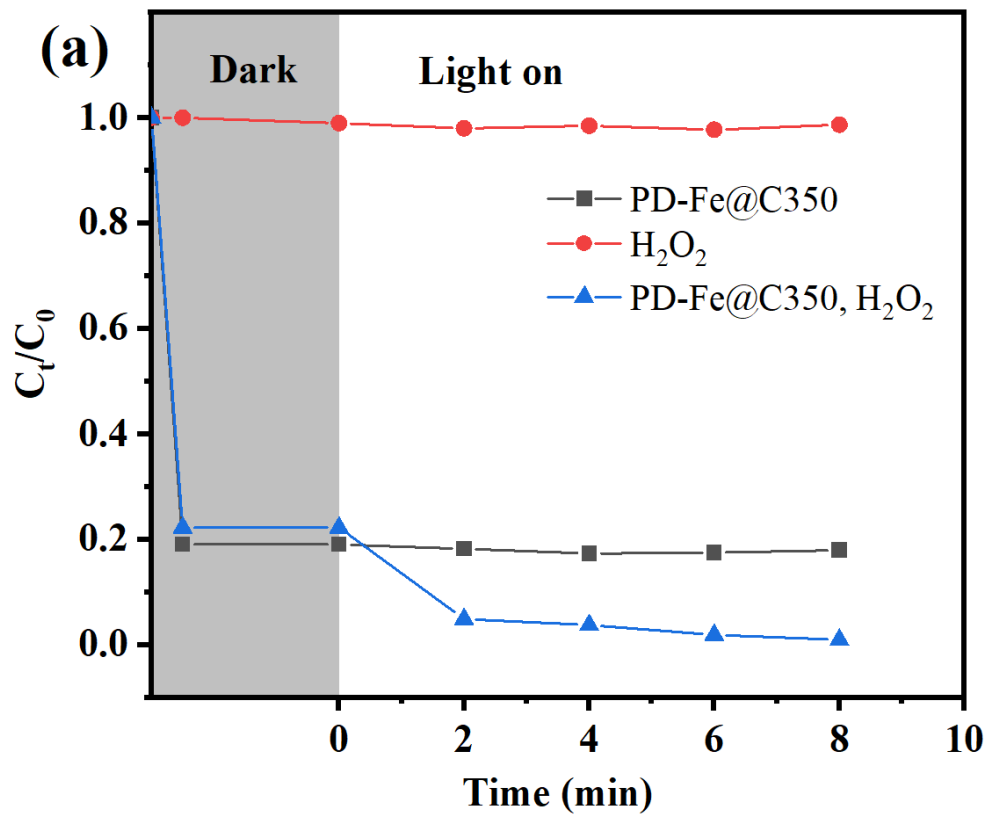 (a)
Dark
Light on
1.0
0.8
0.6
0.4
0.2
0.0
C₁/C₀
PD-Fe@C350
H₂O₂
PD-Fe@C350, H₂O₂
0 2 4 6 8 10
Time (min)